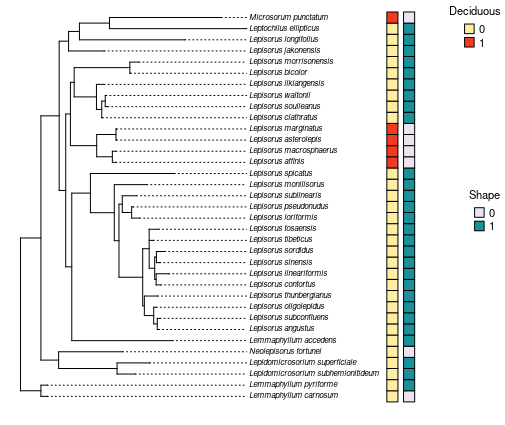 Microsorum punctatum
Leptochilus ellipticus
Lepisorus longifolius
Lepisorus jakonensis
Lepisorus morrisonensis
Lepisorus bicolor
Lepisorus likiangensis
Lepisorus waltonii
Lepisorus soulieanus
Lepisorus clathratus
Lepisorus marginatus
Lepisorus asterolepis
Lepisorus macrosphaerus
Lepisorus affinis
Lepisorus spicatus
Lepisorus monilisorus
Lepisorus sublinearis
Lepisorus pseudonudus
Lepisorus loriformis
Lepisorus tosaensis
Lepisorus tibeticus
Lepisorus sordidus
Lepisorus sinensis
Lepisorus lineariformis
Lepisorus contortus
Lepisorus thunbergianus
Lepisorus oligolepidus
Lepisorus subconfluens
Lepisorus angustus
Lemmaphyllum accedens
Neolepisorus fortunei
Lepidomicrosorium superficiale
Lepidomicrosorium subhemionitideum
Lemmaphyllum pyriforme
Lemmaphyllum carnosum
Deciduous
0
1
Shape
0
1